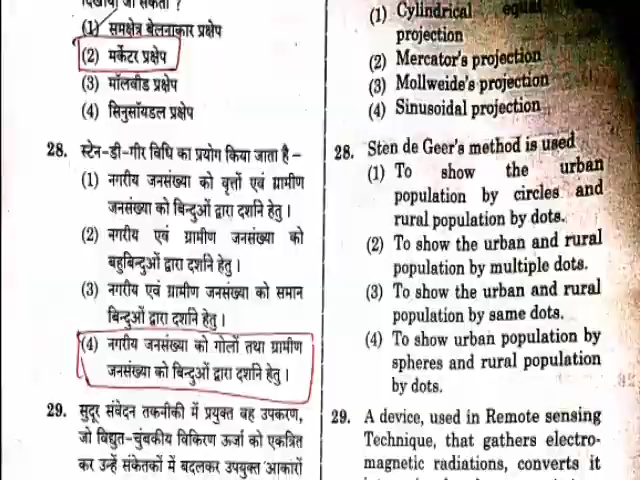 (1) समक्षेत्र बेलनाकार प्रक्षेप
(2) मर्केटर प्रक्षेप
(3) मॉलवीड प्रक्षेप
(4) सिनुसॉयडल प्रक्षेप
28. स्टेन-डी-गीर विधि का प्रयोग किया जाता है –
(1) नगरीय जनसंख्या को वृत्तों एवं ग्रामीण
जनसंख्या को बिन्दुओं द्वारा दर्शाने हेतु ।
(2) नगरीय एवं ग्रामीण जनसंख्या को
बहुबिन्दुओं द्वारा दर्शाने हेतु ।
(3) नगरीय एवं ग्रामीण जनसंख्या को समान
बिन्दुओं द्वारा दर्शाने हेतु ।
(4) नगरीय जनसंख्या को गोलों तथा ग्रामीण
जनसंख्या को बिन्दुओं द्वारा दर्शाने हेतु ।
29. सुदूर संवेदन तकनीकी में प्रयुक्त वह उपकरण,
जो विद्युत-चुंबकीय विकिरण ऊर्जा को एकत्रित
कर उन्हें संकेतकों में बदलकर उपयुक्त आकारों
(1) Cylindrical equal
projection
(2) Mercator's projection
(3) Mollweide's projection
(4) Sinusoidal projection
28. Sten de Geer's method is used
(1) To show the urban
population by circles and
rural population by dots.
(2) To show the urban and rural
population by multiple dots.
(3) To show the urban and rural
population by same dots.
(4) To show urban population by
spheres and rural population
by dots.
29. A device, used in Remote sensing
Technique, that gathers electro-
magnetic radiations, converts it